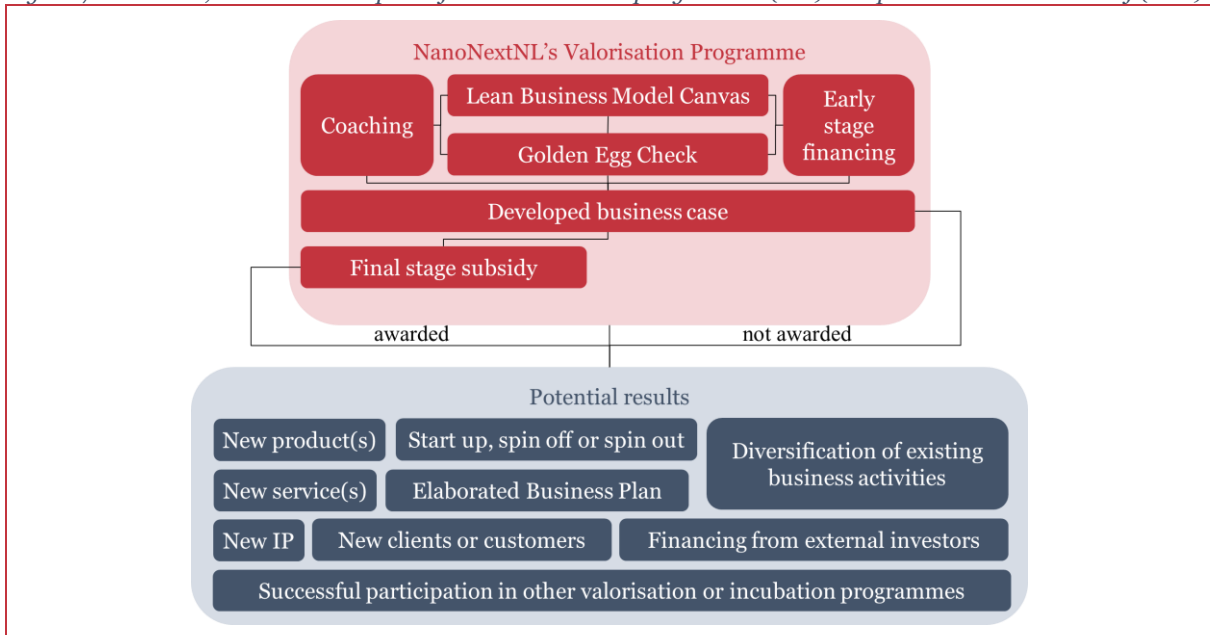 NanoNextNL's Valorisation Programme
Coaching
Lean Business Model Canvas
Golden Egg Check
Early
stage
financing
Developed business case
Final stage subsidy
awarded
not awarded
Potential results
New product(s)
Start up, spin off or spin out
Diversification of existing
business activities
New service(s)
Elaborated Business Plan
New IP
New clients or customers
Financing from external investors
Successful participation in other valorisation or incubation programmes